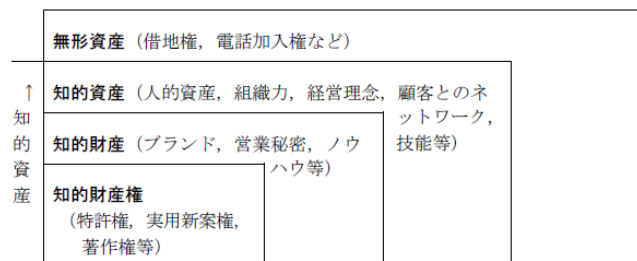 無形資産（借地権，電話加入権など）
知的資産（人的資産，組織力，経営理念，顧客とのネ
ットワーク，
技能等）
知的財産（ブランド，営業秘密，ノウ
ハウ等）
知的財産権
（特許権，実用新案権，
著作権等）
↑
知
的
資
産